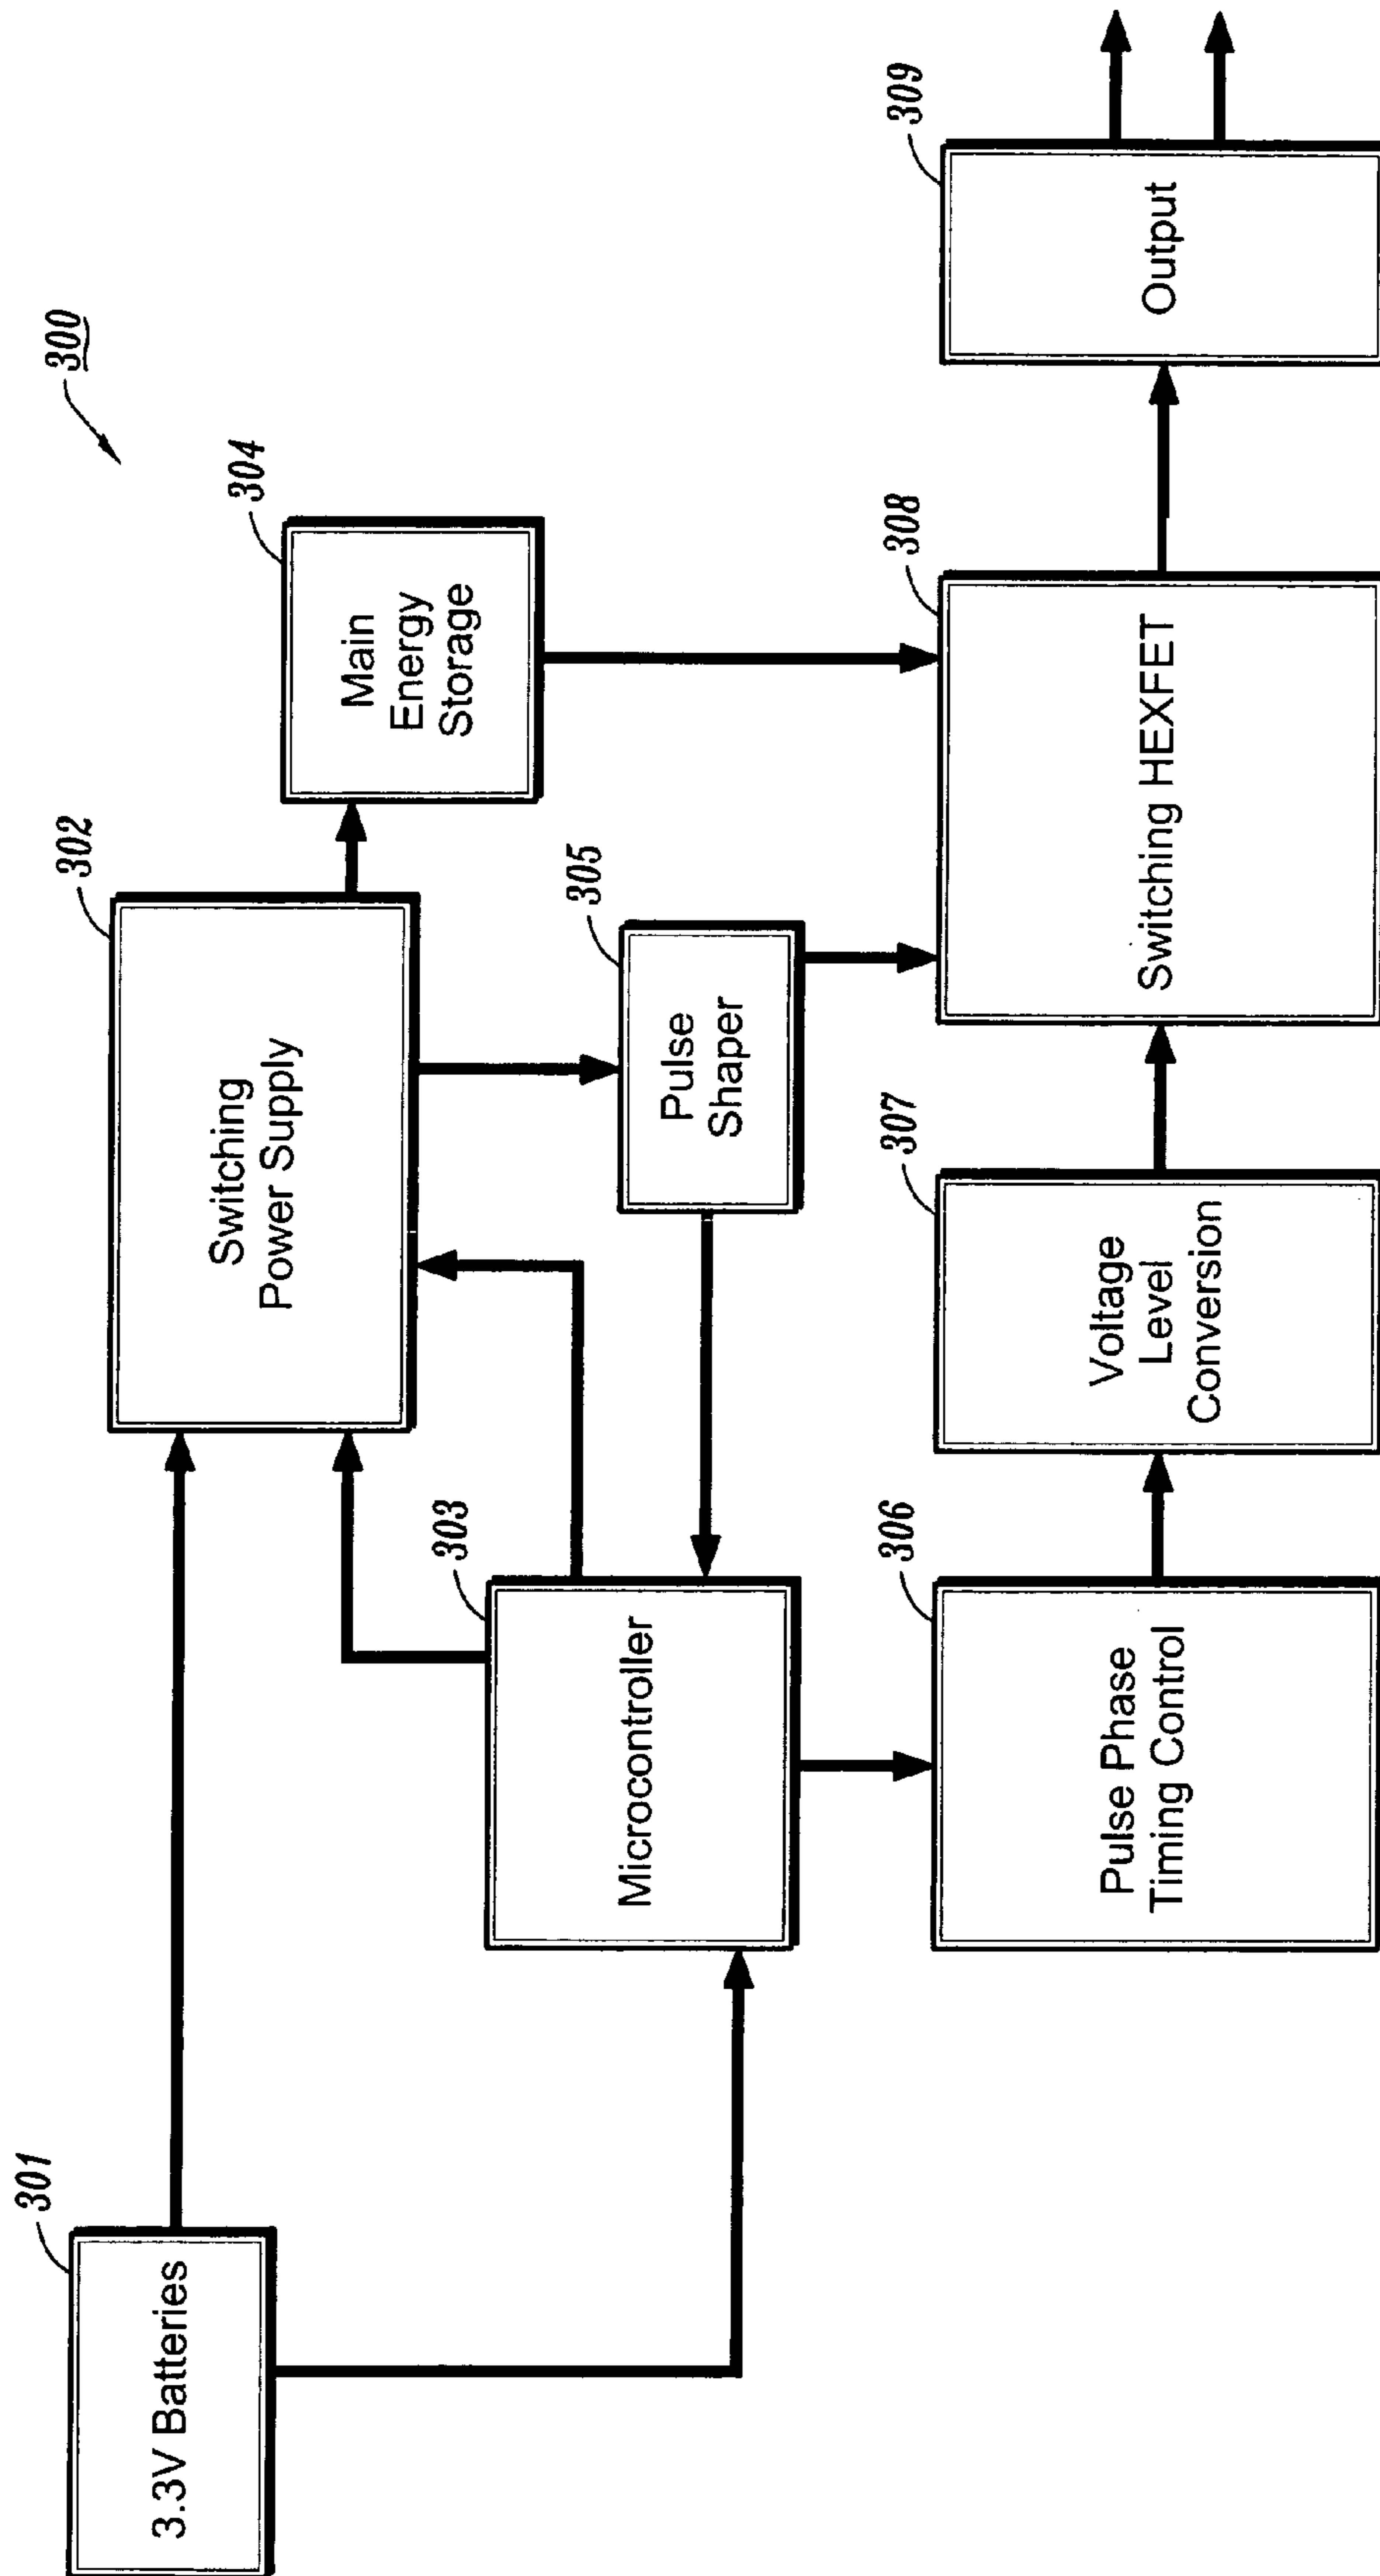 300
301
3.3V Batteries
302
Switching
Power Supply
303
Microcontroller
304
Main
Energy
Storage
305
Pulse
Shaper
306
Pulse Phase
Timing Control
307
Voltage
Level
Conversion
308
Switching HEXFET
309
Output